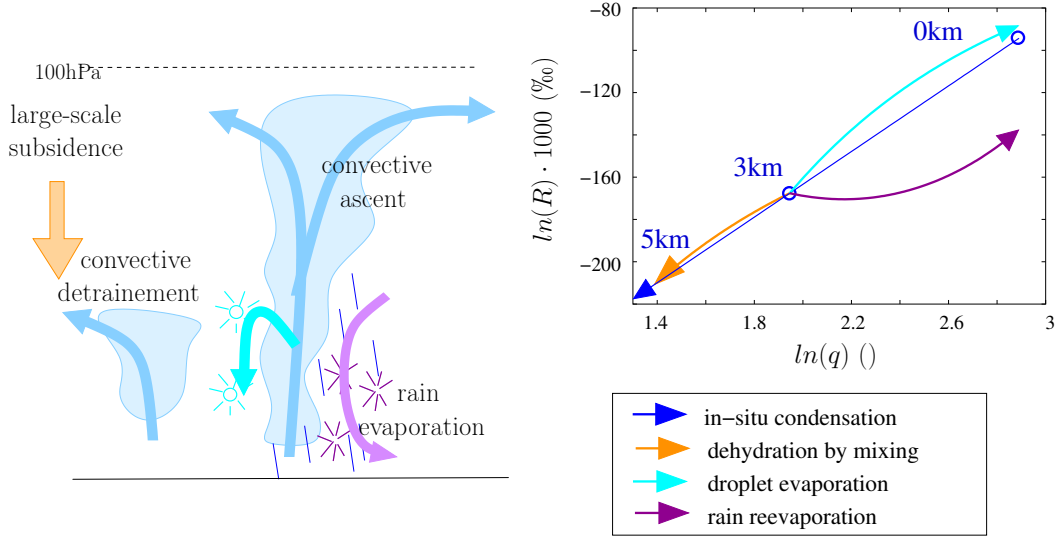 100hPa
large-scale
subsidence
convective
ascent
convective
detrainement
rain
evaporation
ln(R) · 1000 (‰)
−80
−120
−160
−200
0km
3km
5km
1.4
1.8
2.2
2.6
3
ln(q) ()
in−situ condensation
dehydration by mixing
droplet evaporation
rain reevaporation